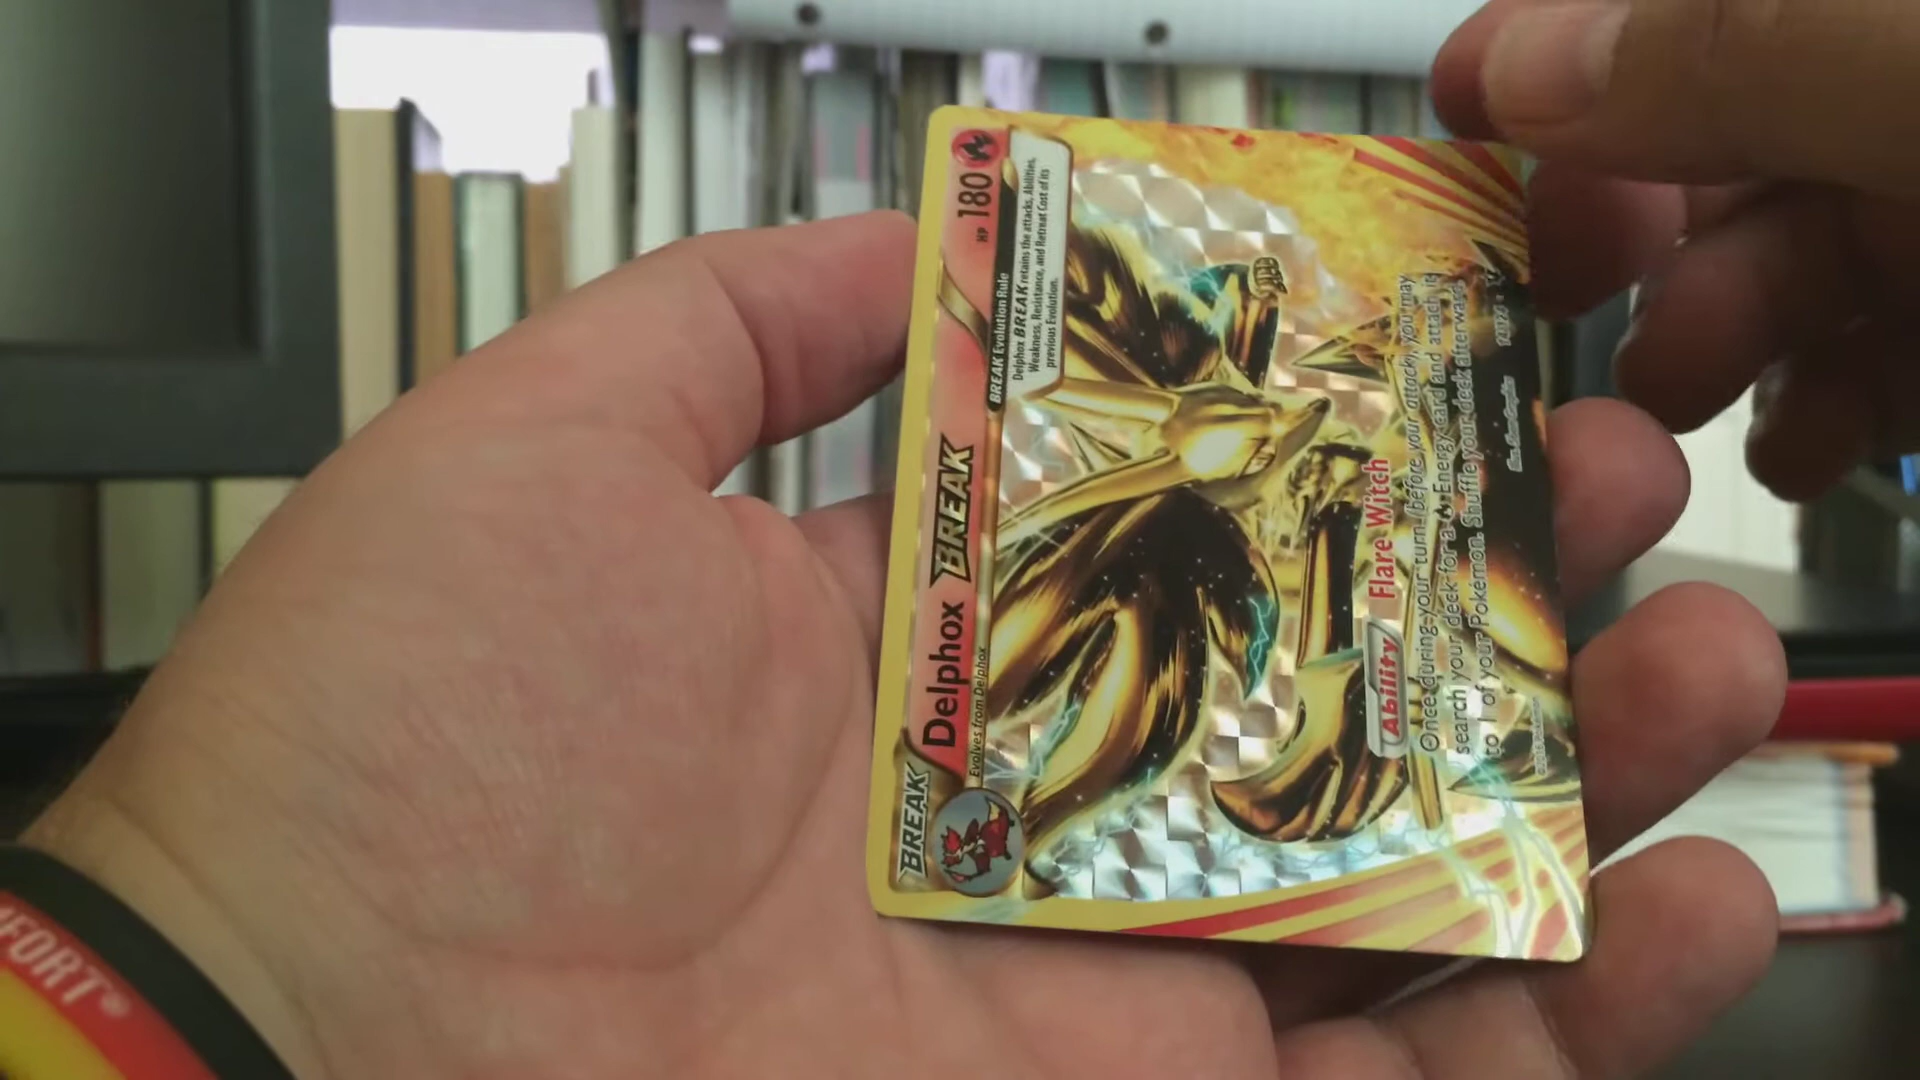 BREAK
Delphox BREAK
HP 180
Evolves from Delphox
BREAK Evolution Rule
Delphox BREAK retains the attacks, Abilities,
Weakness, Resistance, and Retreat Cost of its
previous Evolution.
Ability Flare Witch
Once during your turn (before your attack), you may
search your deck for a Energy card and attach it
to 1 of your Pokémon. Shuffle your deck afterward.
MFORT®